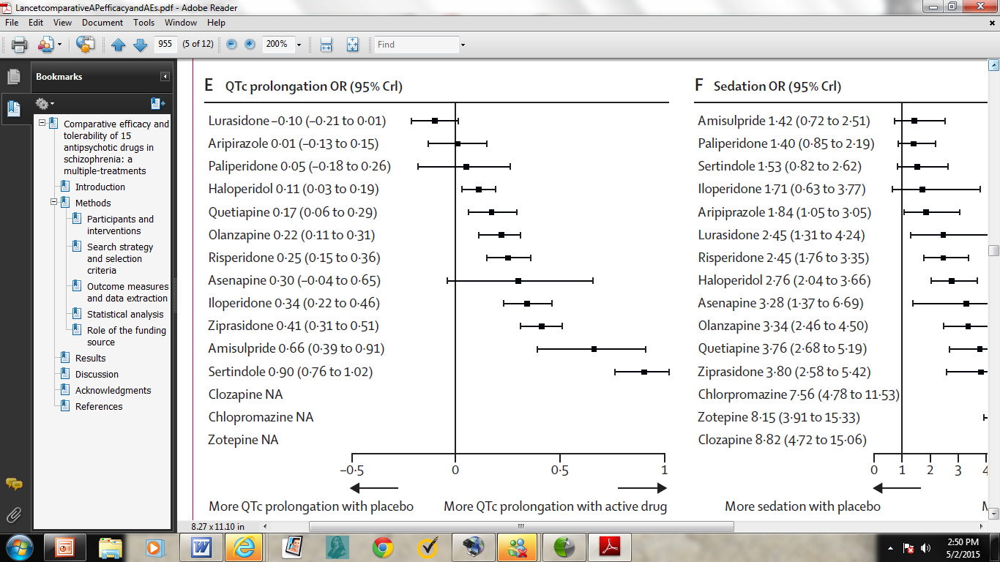 LancetcomparativeAPefficacyandAEs.pdf - Adobe Reader
File Edit View Document Tools Window Help
955 (5 of 12) 200% Find
Bookmarks
Comparative efficacy and
tolerability of 15
antipsychotic drugs in
schizophrenia: a
multiple-treatments
Introduction
Methods
Participants and
interventions
Search strategy
and selection
criteria
Outcome measures
and data extraction
Statistical analysis
Role of the funding
source
Results
Discussion
Acknowledgments
References
E QTc prolongation OR (95% Crl)
Lurasidone –0·10 (–0·21 to 0·01)
Aripirazole 0·01 (–0·13 to 0·15)
Paliperidone 0·05 (–0·18 to 0·26)
Haloperidol 0·11 (0·03 to 0·19)
Quetiapine 0·17 (0·06 to 0·29)
Olanzapine 0·22 (0·11 to 0·31)
Risperidone 0·25 (0·15 to 0·36)
Asenapine 0·30 (–0·04 to 0·65)
Iloperidone 0·34 (0·22 to 0·46)
Ziprasidone 0·41 (0·31 to 0·51)
Amisulpride 0·66 (0·39 to 0·91)
Sertindole 0·90 (0·76 to 1·02)
Clozapine NA
Chlopromazine NA
Zotepine NA
–0·5 0 0·5 1
More QTc prolongation with placebo More QTc prolongation with active drug
F Sedation OR (95% Crl)
Amisulpride 1·42 (0·72 to 2·51)
Paliperidone 1·40 (0·85 to 2·19)
Sertindole 1·53 (0·82 to 2·62)
Iloperidone 1·71 (0·63 to 3·77)
Aripiprazole 1·84 (1·05 to 3·05)
Lurasidone 2·45 (1·31 to 4·24)
Risperidone 2·45 (1·76 to 3·35)
Haloperidol 2·76 (2·04 to 3·66)
Asenapine 3·28 (1·37 to 6·69)
Olanzapine 3·34 (2·46 to 4·50)
Quetiapine 3·76 (2·68 to 5·19)
Ziprasidone 3·80 (2·58 to 5·42)
Chlorpromazine 7·56 (4·78 to 11·53)
Zotepine 8·15 (3·91 to 15·33)
Clozapine 8·82 (4·72 to 15·06)
0 1 2 3 4
More sedation with placebo
8.27 x 11.10 in
2:50 PM
5/2/2015